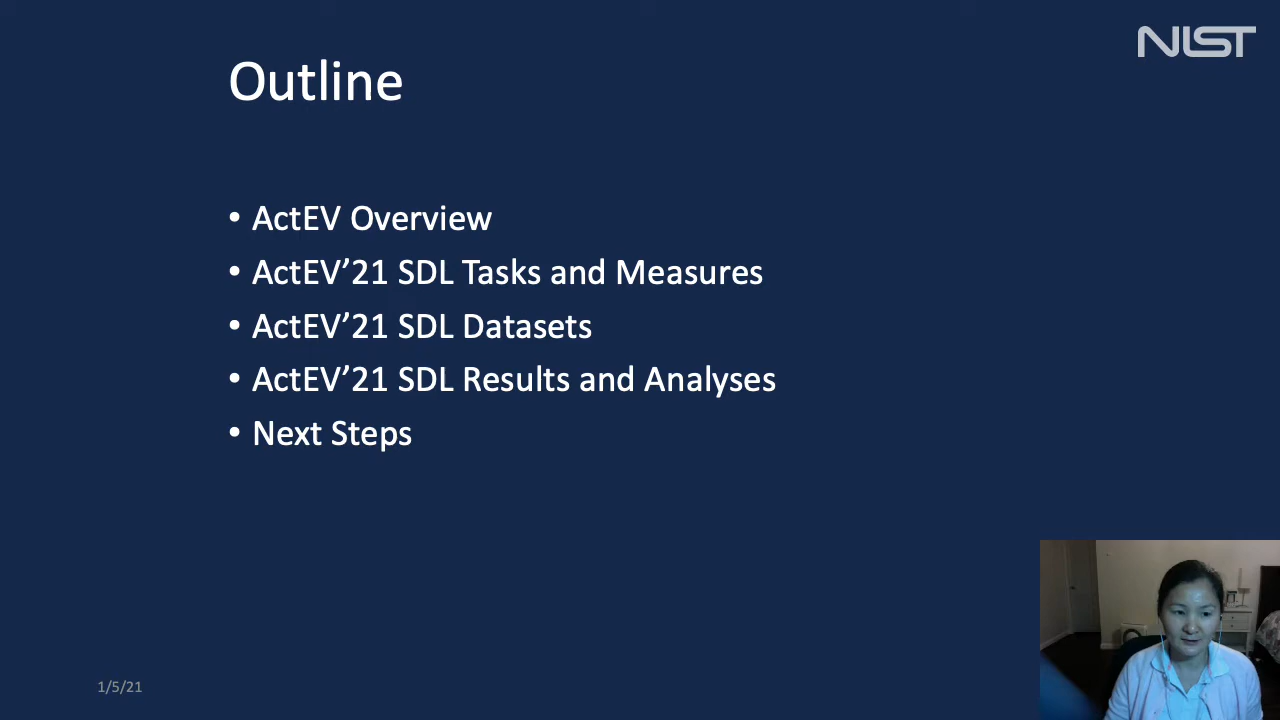 NIST
Outline
• ActEV Overview
• ActEV’21 SDL Tasks and Measures
• ActEV’21 SDL Datasets
• ActEV’21 SDL Results and Analyses
• Next Steps
1/5/21